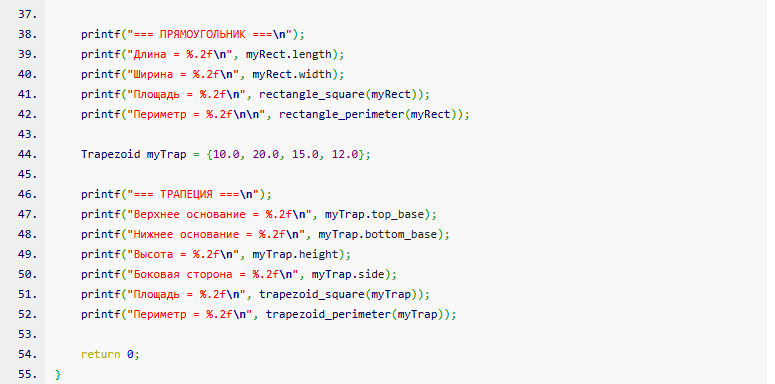 37.
38. printf("=== ПРЯМОУГОЛЬНИК ===\n");
39. printf("Длина = %.2f\n", myRect.length);
40. printf("Ширина = %.2f\n", myRect.width);
41. printf("Площадь = %.2f\n", rectangle_square(myRect));
42. printf("Периметр = %.2f\n\n", rectangle_perimeter(myRect));
43.
44. Trapezoid myTrap = {10.0, 20.0, 15.0, 12.0};
45.
46. printf("=== ТРАПЕЦИЯ ===\n");
47. printf("Верхнее основание = %.2f\n", myTrap.top_base);
48. printf("Нижнее основание = %.2f\n", myTrap.bottom_base);
49. printf("Высота = %.2f\n", myTrap.height);
50. printf("Боковая сторона = %.2f\n", myTrap.side);
51. printf("Площадь = %.2f\n", trapezoid_square(myTrap));
52. printf("Периметр = %.2f\n", trapezoid_perimeter(myTrap));
53.
54. return 0;
55. }